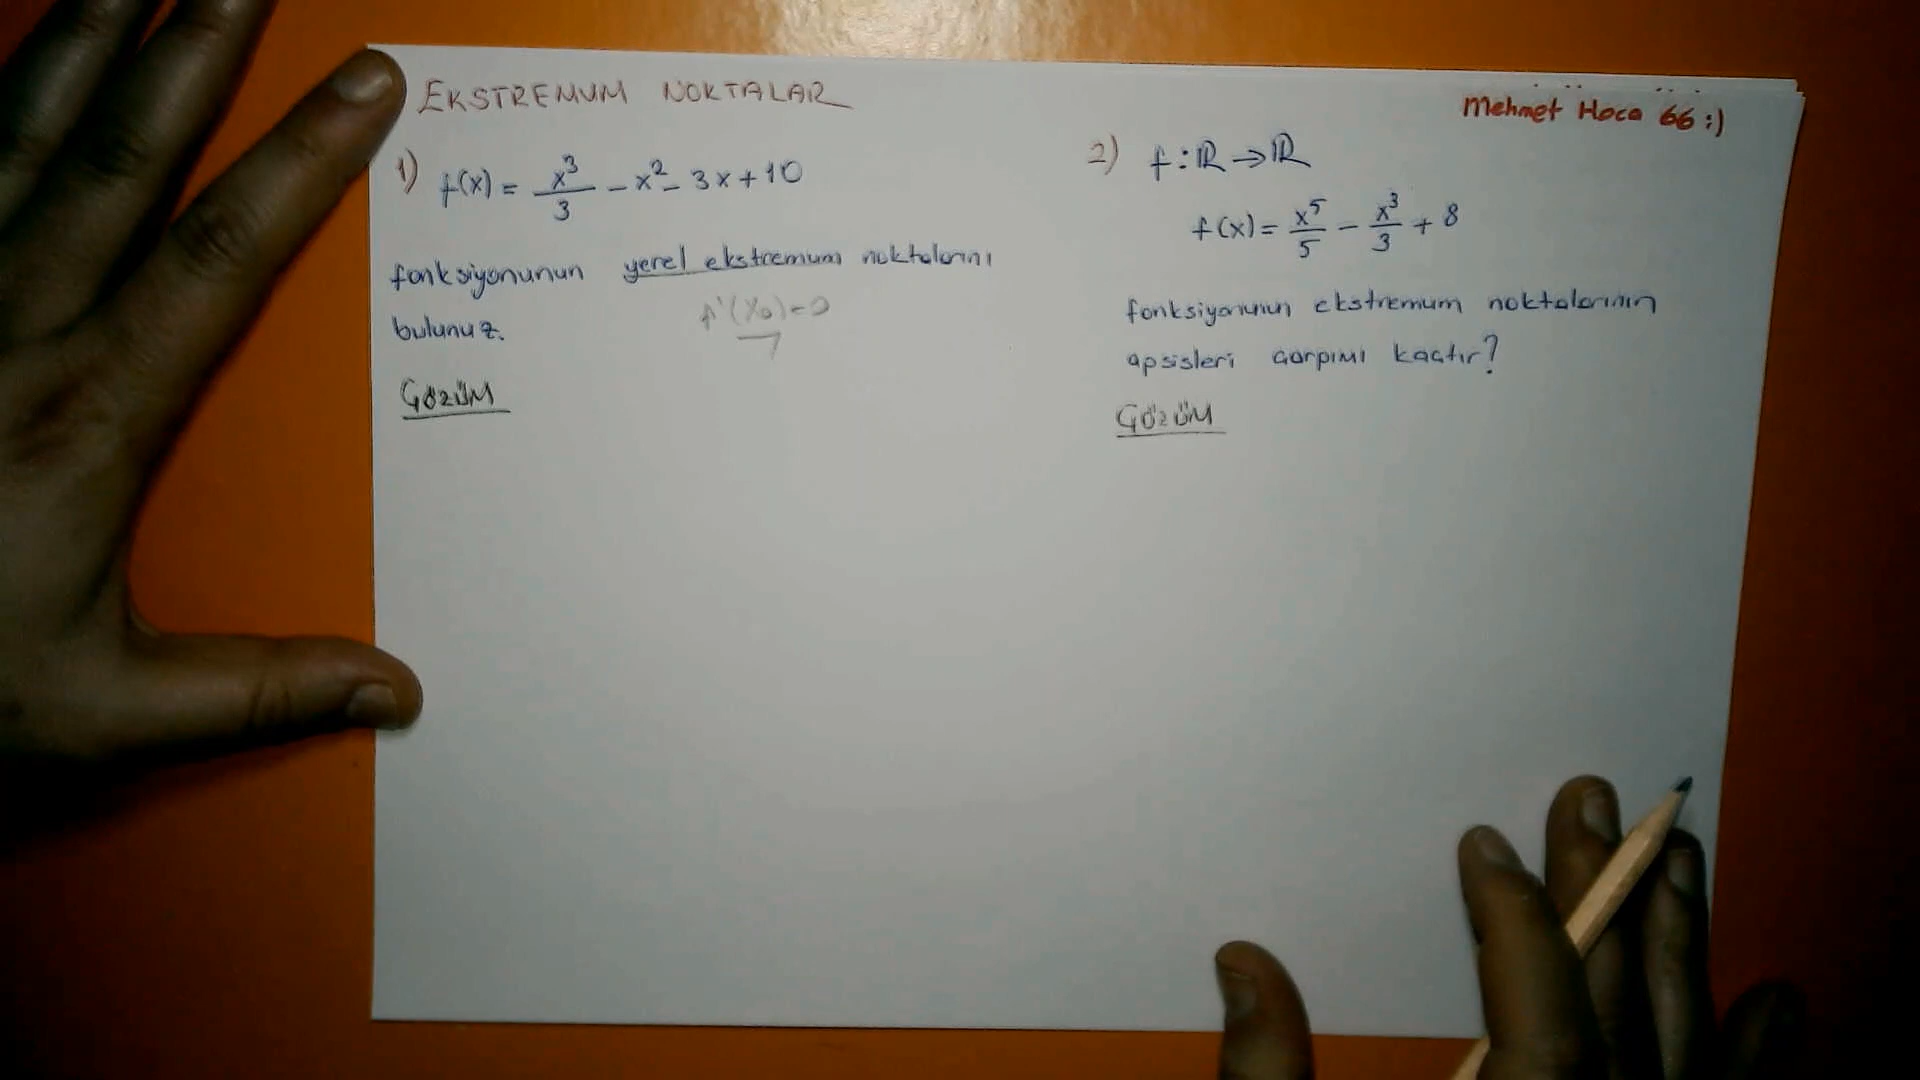 EKSTREMUM NOKTALAR
Mehmet Hoca 66 :)
1) f(x) = x³/3 - x² - 3x + 10
fonksiyonunun yerel ekstremum noktalarını
f'(x₀) = 0
bulunuz.
ÇÖZÜM
2) f : ℝ → ℝ
f(x) = x⁵/5 - x³/3 + 8
fonksiyonunun ekstremum noktalarının
apsisleri çarpımı kaçtır?
ÇÖZÜM